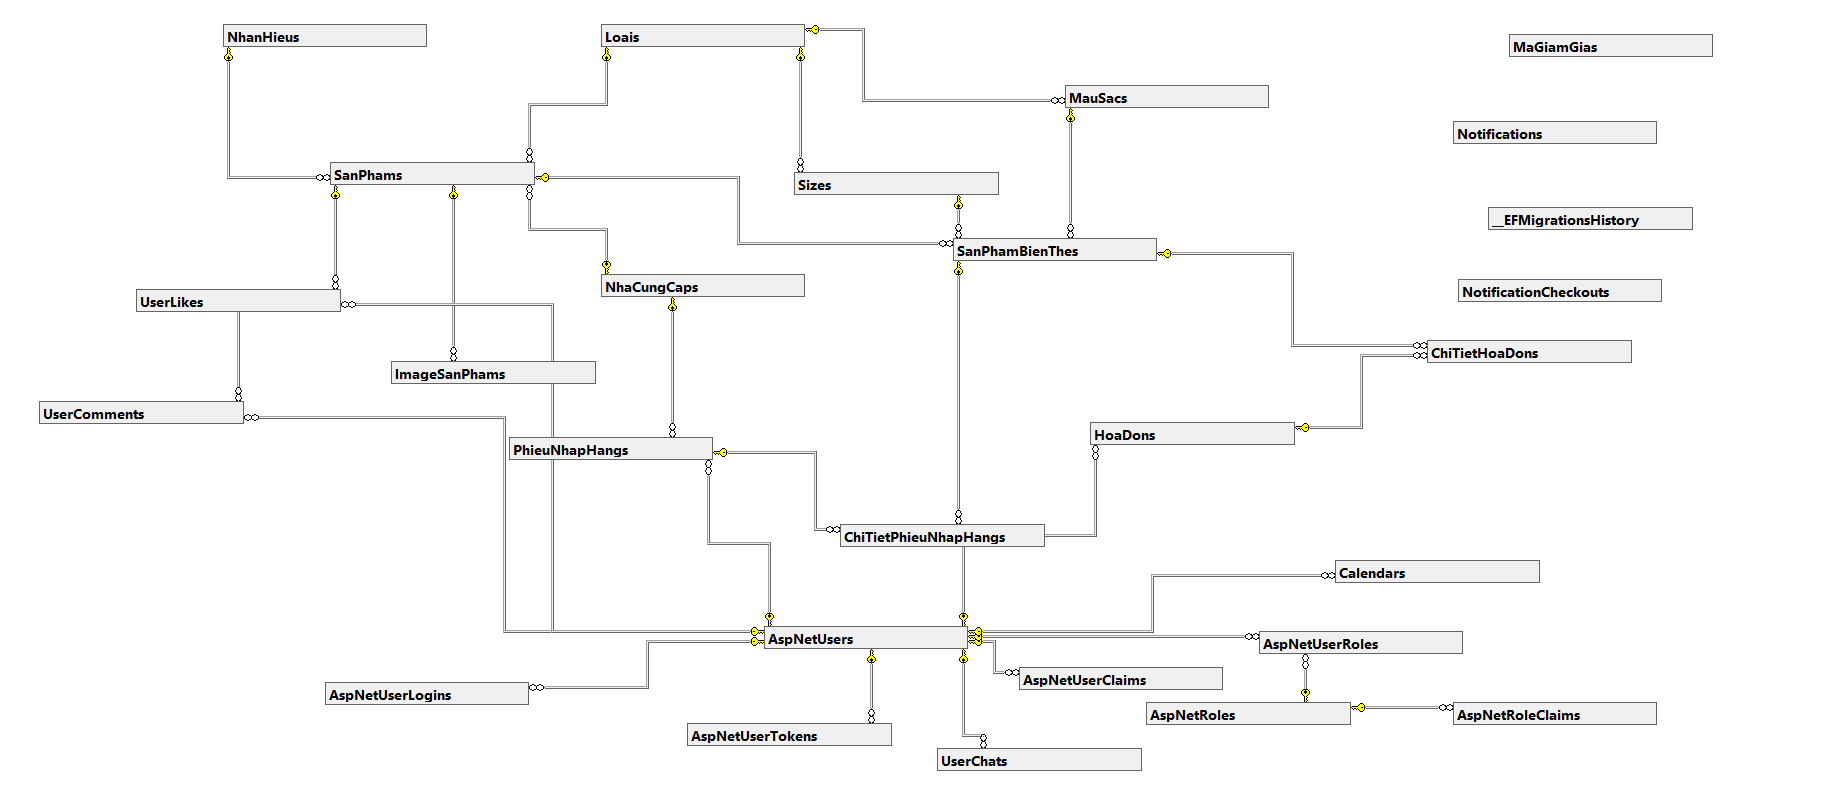 NhanHieus
Loais
MaGiamGias
MauSacs
Notifications
SanPhams
Sizes
__EFMigrationsHistory
SanPhamBienThes
NhaCungCaps
NotificationCheckouts
UserLikes
ChiTietHoaDons
ImageSanPhams
UserComments
HoaDons
PhieuNhapHangs
ChiTietPhieuNhapHangs
Calendars
AspNetUsers
AspNetUserRoles
AspNetUserClaims
AspNetUserLogins
AspNetRoles
AspNetRoleClaims
AspNetUserTokens
UserChats